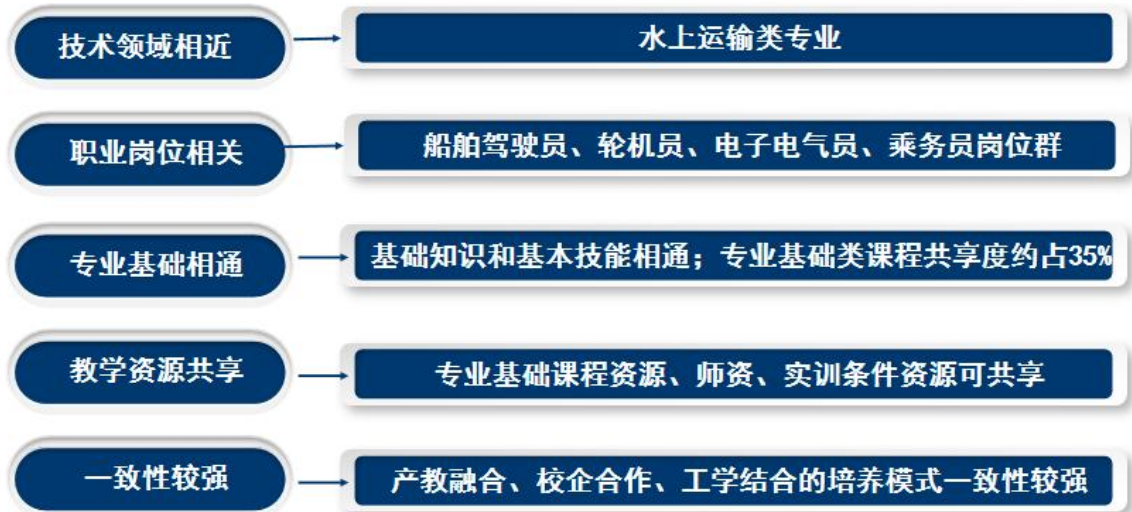 技术领域相近
水上运输类专业
职业岗位相关
船舶驾驶员、轮机员、电子电气员、乘务员岗位群
专业基础相通
基础知识和基本技能相通；专业基础类课程共享度约占35%
教学资源共享
专业基础课程资源、师资、实训条件资源可共享
一致性较强
产教融合、校企合作、工学结合的培养模式一致性较强